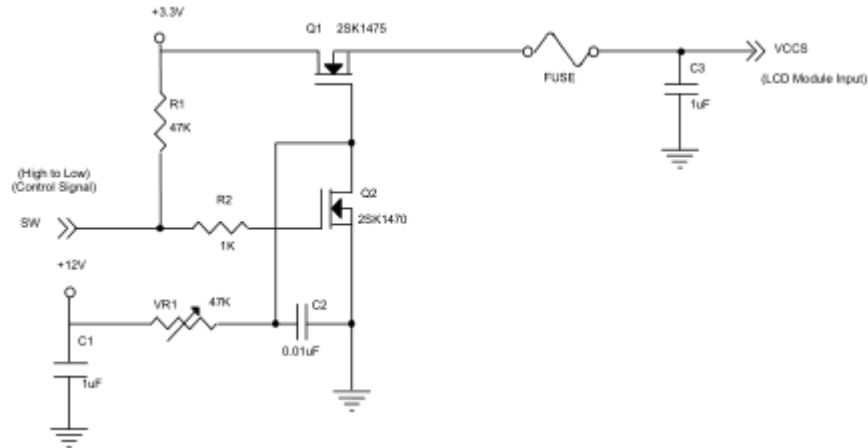 +3.3V
Q1 2SK1475
R1
47K
FUSE
C3
1uF
VCCS
(LCD Module Input)
(High to Low)
(Control Signal)
SW
R2
1K
Q2
2SK1470
+12V
VR1
47K
C2
0.01uF
C1
1uF